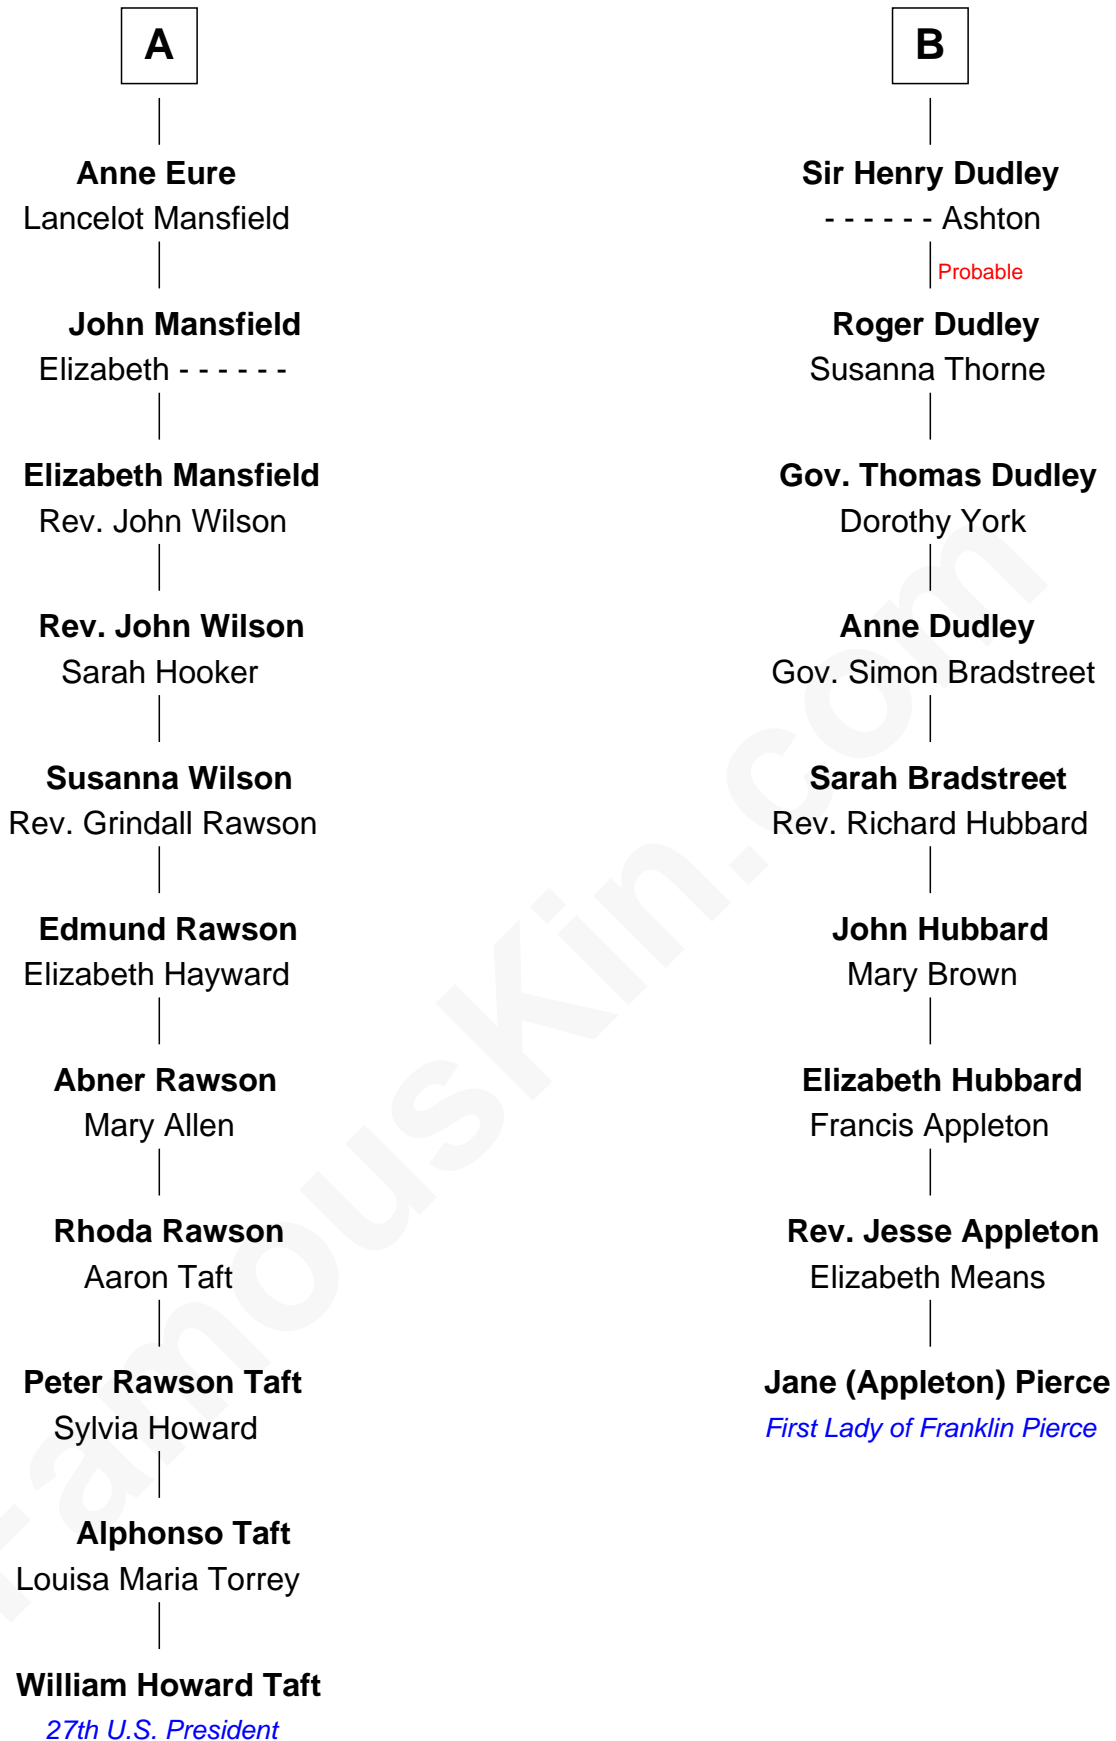 A
Anne Eure
Lancelot Mansfield
John Mansfield
Elizabeth - - - - - -
Elizabeth Mansfield
Rev. John Wilson
Rev. John Wilson
Sarah Hooker
Susanna Wilson
Rev. Grindall Rawson
Edmund Rawson
Elizabeth Hayward
Abner Rawson
Mary Allen
Rhoda Rawson
Aaron Taft
Peter Rawson Taft
Sylvia Howard
Alphonso Taft
Louisa Maria Torrey
William Howard Taft
27th U.S. President
B
Sir Henry Dudley
- - - - - - Ashton
Probable
Roger Dudley
Susanna Thorne
Gov. Thomas Dudley
Dorothy York
Anne Dudley
Gov. Simon Bradstreet
Sarah Bradstreet
Rev. Richard Hubbard
John Hubbard
Mary Brown
Elizabeth Hubbard
Francis Appleton
Rev. Jesse Appleton
Elizabeth Means
Jane (Appleton) Pierce
First Lady of Franklin Pierce
FamousKin.com